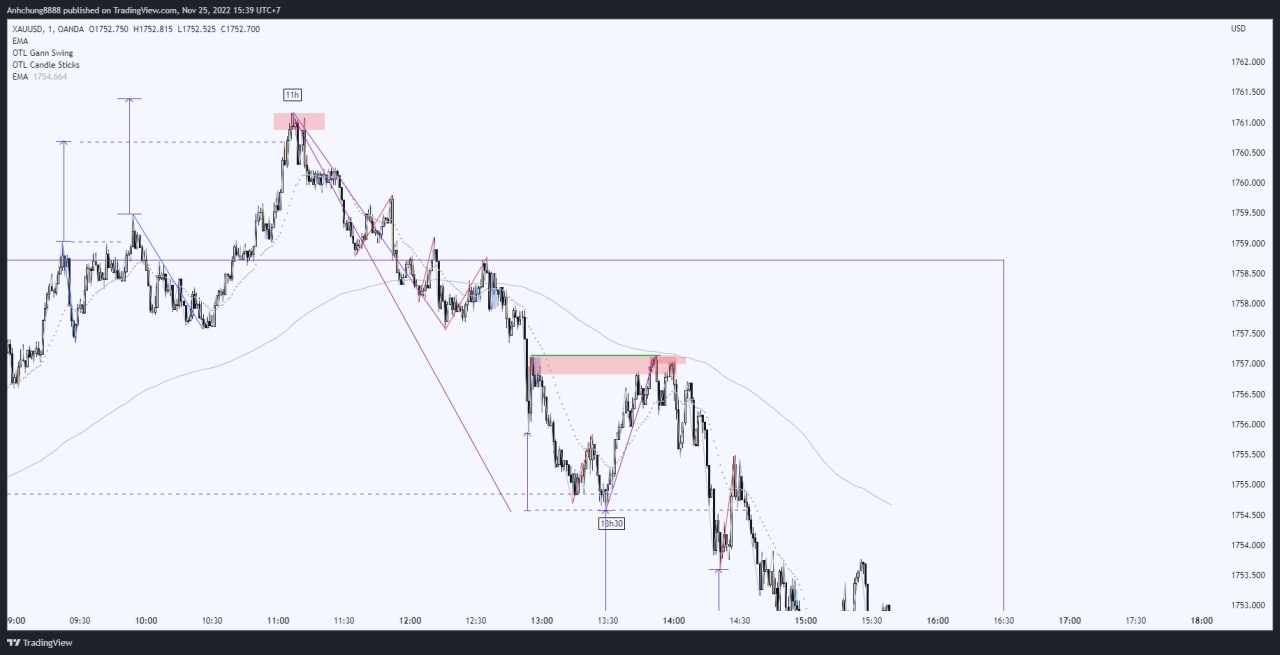 Anhchung8888 published on TradingView.com, Nov 25, 2022 15:39 UTC+7
XAUUSD, 1, OANDA O1752.750 H1752.815 L1752.525 C1752.700
USD
EMA
OTL Gann Swing
OTL Candle Sticks
EMA 1754.664
1762.000
1761.500
1761.000
1760.500
1760.000
1759.500
1759.000
1758.500
1758.000
1757.500
1757.000
1756.500
1756.000
1755.500
1755.000
1754.500
1754.000
1753.500
1753.000
11h
13h30
9:00 09:30 10:00 10:30 11:00 11:30 12:00 12:30 13:00 13:30 14:00 14:30 15:00 15:30 16:00 16:30 17:00 17:30 18:00
TradingView